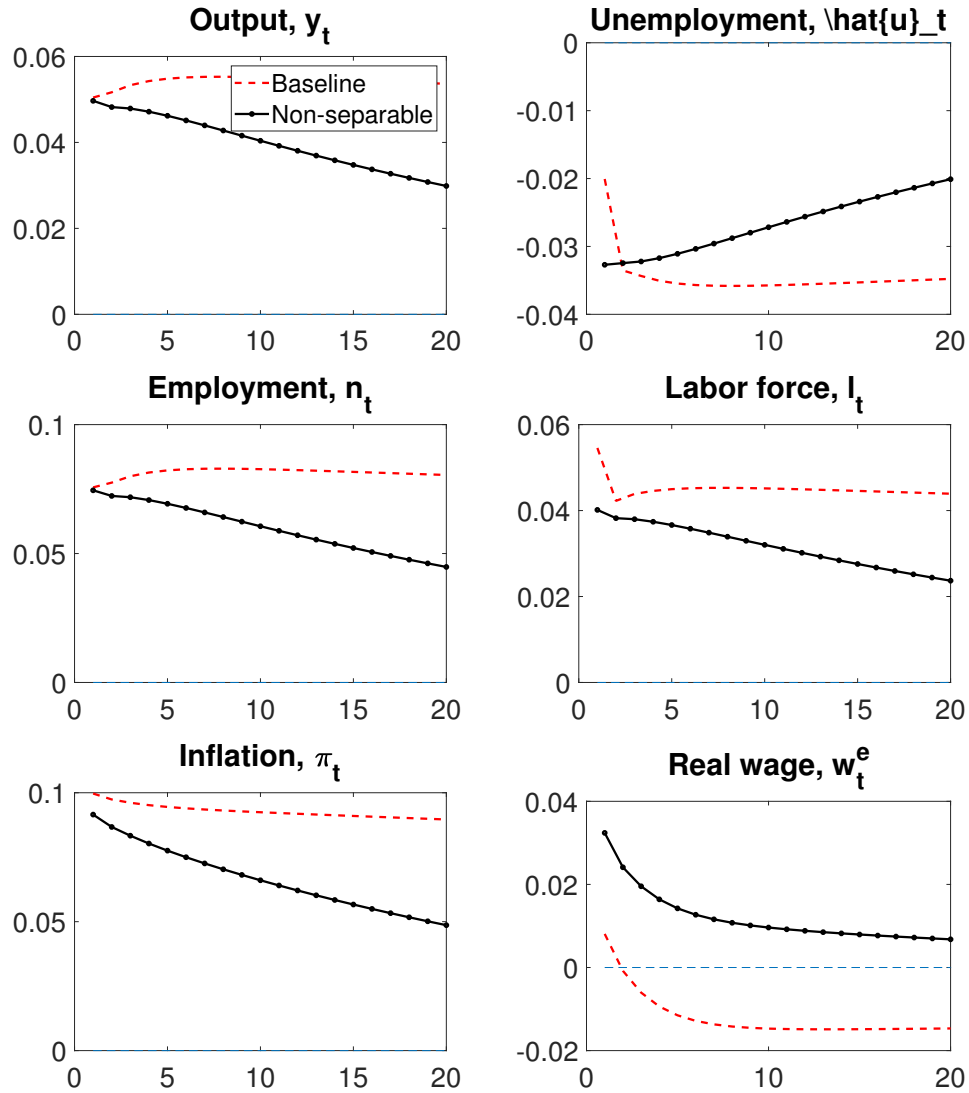 Output, y_t
0.06
0.04
0.02
0
0 5 10 15 20
Baseline
Non-separable
Unemployment, \hat{u}_t
0
-0.01
-0.02
-0.03
-0.04
0 10 20
Employment, n_t
0.1
0.05
0
0 5 10 15 20
Labor force, l_t
0.06
0.04
0.02
0
0 5 10 15 20
Inflation, π_t
0.1
0.05
0
0 5 10 15 20
Real wage, w_t^e
0.04
0.02
0
-0.02
0 10 20